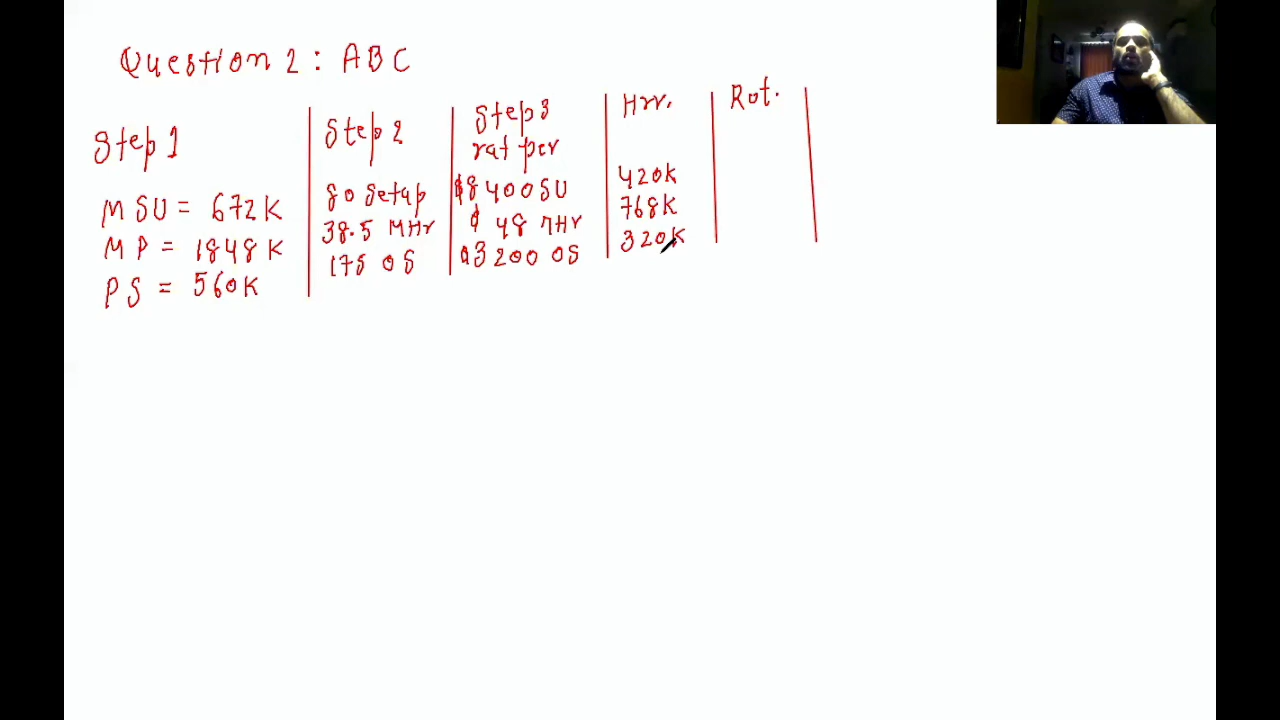 Question 2 : ABC
Step 1
MSU = 672K
MP = 1848K
PS = 560K
Step 2
80 Setup
38.5 MHr
175 OS
Step 3
rat per
$8400 SU
$ 48 MHr
$3200 OS
Hrr.
420K
768K
320K
Rot.